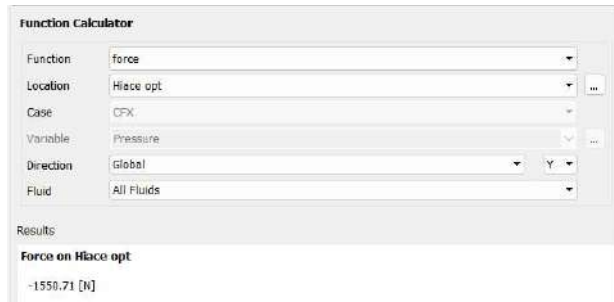 Function Calculator
Function force
Location Hiace opt ...
Case CFX
Variable Pressure ...
Direction Global Y
Fluid All Fluids
Results
Force on Hiace opt
-1550.71 [N]